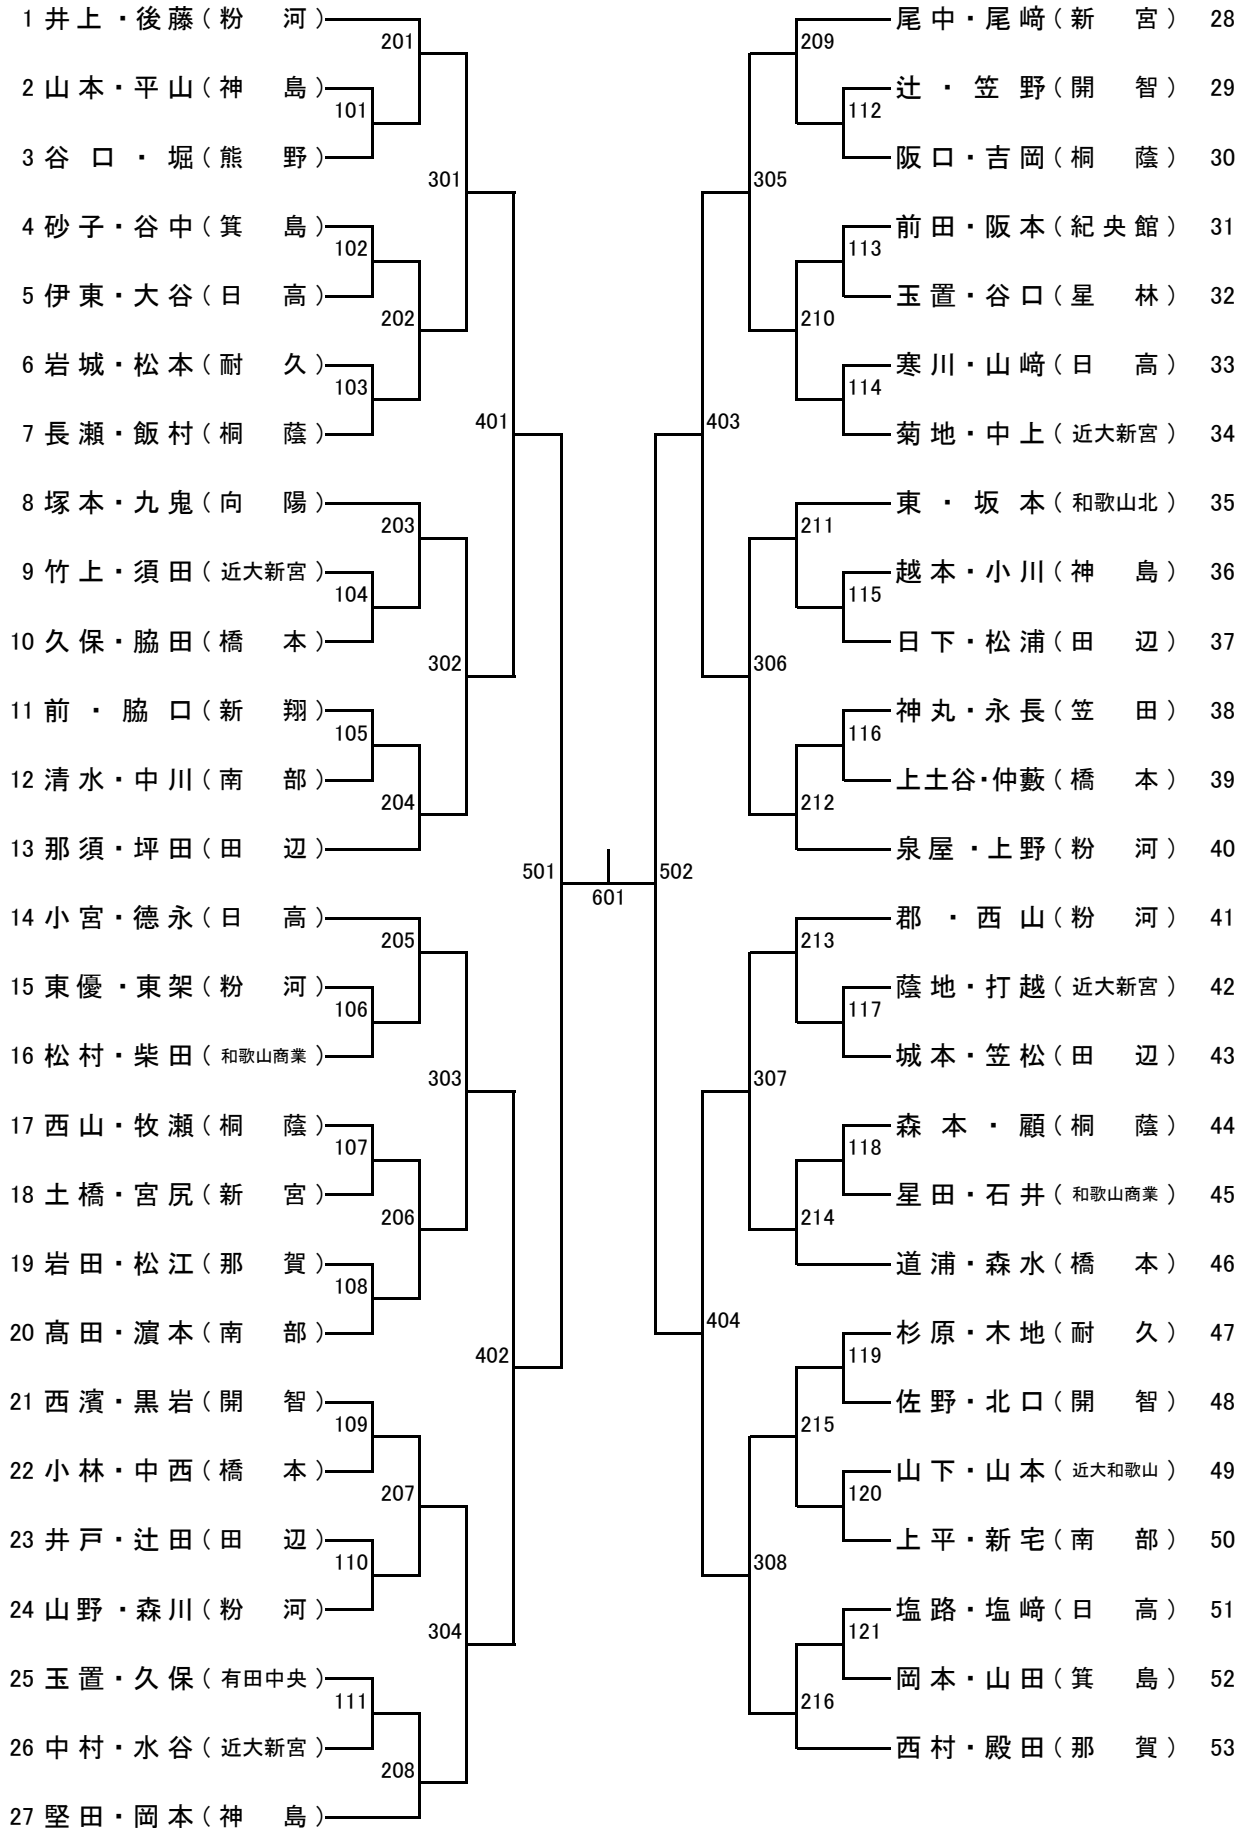 1 井上・後藤(粉河)
2 山本・平山(神島)
3 谷口・堀(熊野)
4 砂子・谷中(箕島)
5 伊東・大谷(日高)
6 岩城・松本(耐久)
7 長瀬・飯村(桐蔭)
8 塚本・九鬼(向陽)
9 竹上・須田(近大新宮)
10 久保・脇田(橋本)
11 前・脇口(新翔)
12 清水・中川(南部)
13 那須・坪田(田辺)
14 小宮・德永(日高)
15 東優・東架(粉河)
16 松村・柴田(和歌山商業)
17 西山・牧瀬(桐蔭)
18 土橋・宮尻(新宮)
19 岩田・松江(那賀)
20 髙田・濵本(南部)
21 西濱・黒岩(開智)
22 小林・中西(橋本)
23 井戸・辻田(田辺)
24 山野・森川(粉河)
25 玉置・久保(有田中央)
26 中村・水谷(近大新宮)
27 堅田・岡本(神島)
101
102
103
104
105
106
107
108
109
110
111
201
202
203
204
205
206
207
208
301
302
303
304
401
402
501
601
502
403
404
305
306
307
308
209
210
211
212
213
214
215
216
112
113
114
115
116
117
118
119
120
121
尾中・尾﨑(新宮) 28
辻・笠野(開智) 29
阪口・吉岡(桐蔭) 30
前田・阪本(紀央館) 31
玉置・谷口(星林) 32
寒川・山﨑(日高) 33
菊地・中上(近大新宮) 34
東・坂本(和歌山北) 35
越本・小川(神島) 36
日下・松浦(田辺) 37
神丸・永長(笠田) 38
上土谷・仲藪(橋本) 39
泉屋・上野(粉河) 40
郡・西山(粉河) 41
蔭地・打越(近大新宮) 42
城本・笠松(田辺) 43
森本・顧(桐蔭) 44
星田・石井(和歌山商業) 45
道浦・森水(橋本) 46
杉原・木地(耐久) 47
佐野・北口(開智) 48
山下・山本(近大和歌山) 49
上平・新宅(南部) 50
塩路・塩﨑(日高) 51
岡本・山田(箕島) 52
西村・殿田(那賀) 53